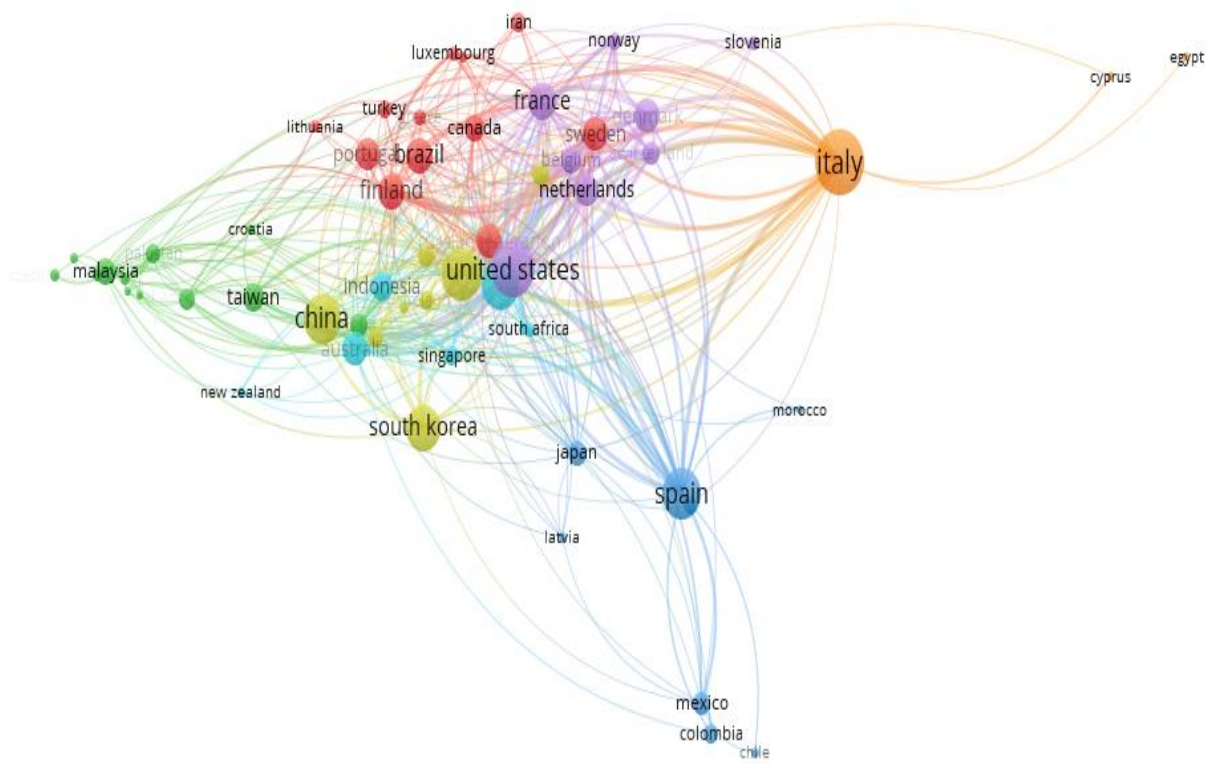 iran
norway
slovenia
luxembourg
egypt
cyprus
france
turkey
denmark
lithuania
canada
sweden
portugal
brazil
belgium
italy
finland
netherlands
croatia
malaysia
united states
indonesia
taiwan
china
south africa
australia
singapore
new zealand
morocco
south korea
japan
spain
latvia
mexico
colombia
chile